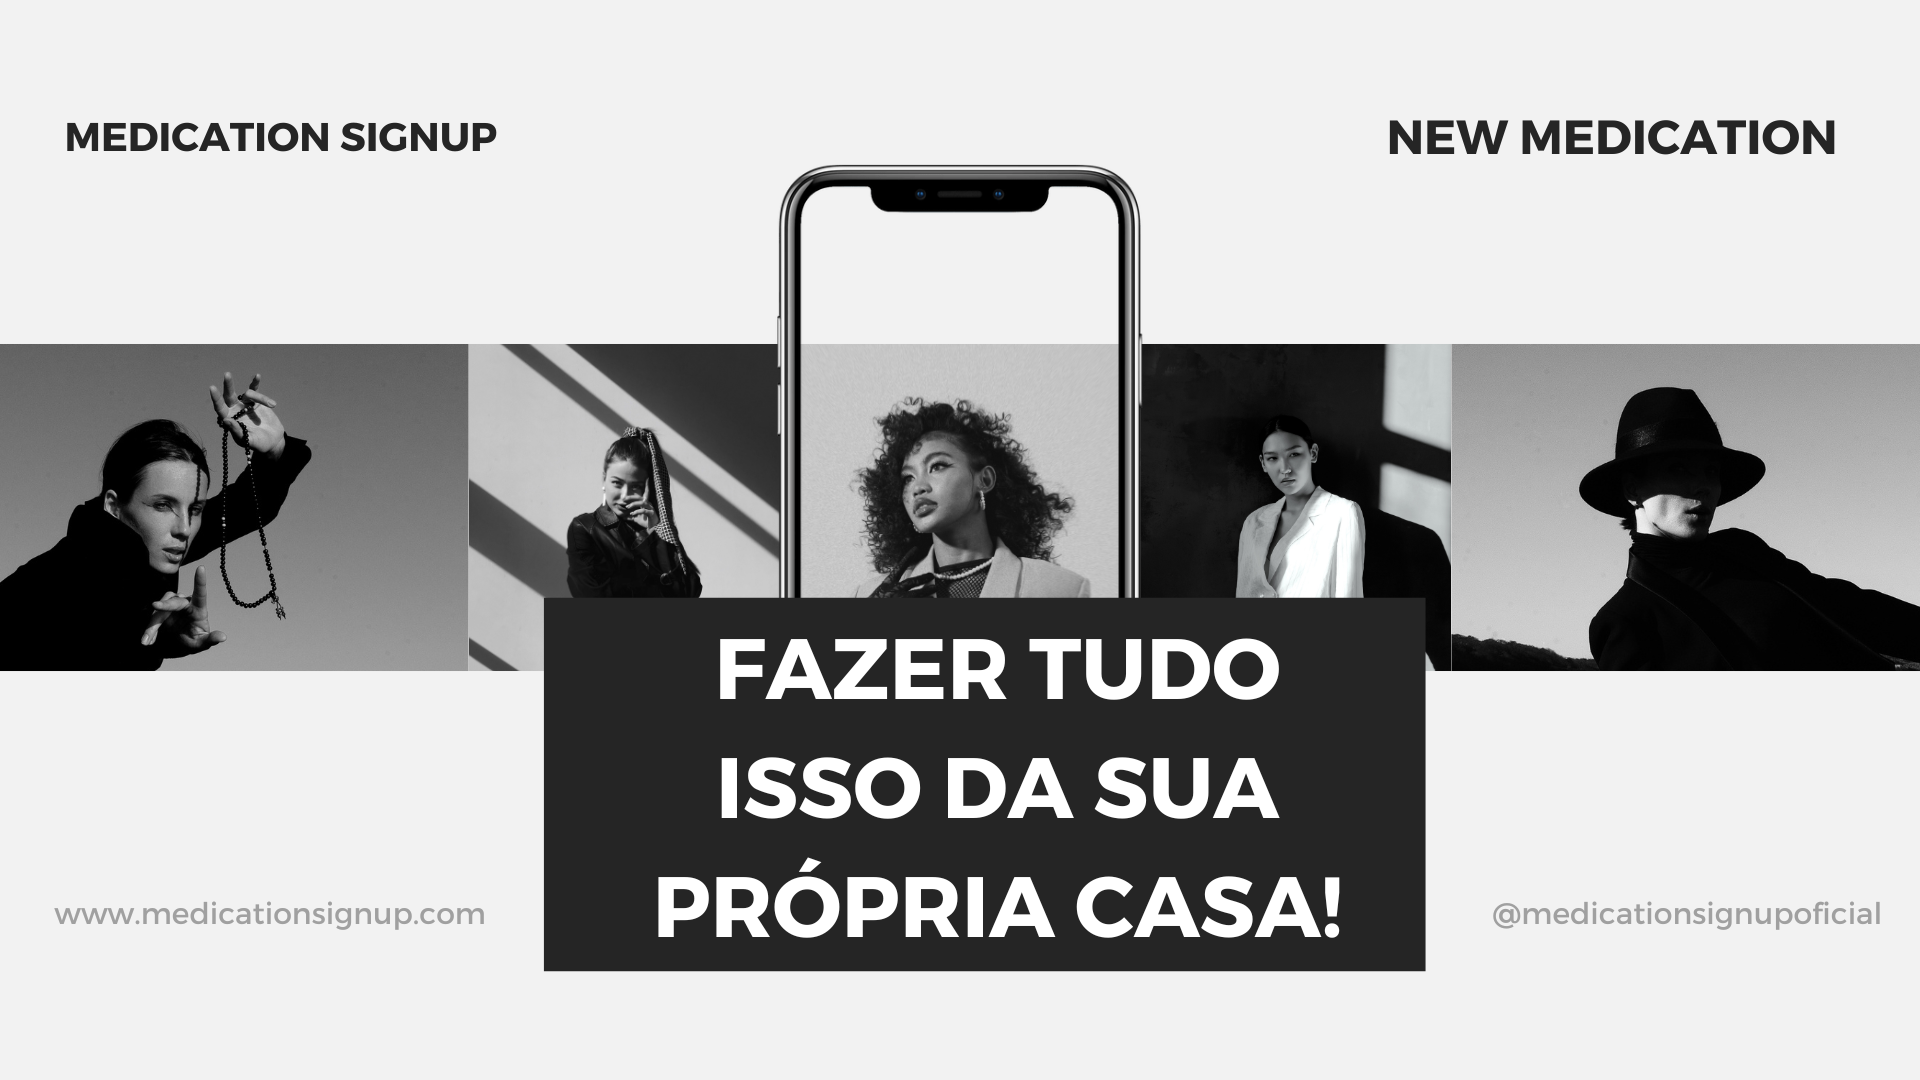 MEDICATION SIGNUP
NEW MEDICATION
FAZER TUDO
ISSO DA SUA
PRÓPRIA CASA!
www.medicationsignup.com
@medicationsignupoficial